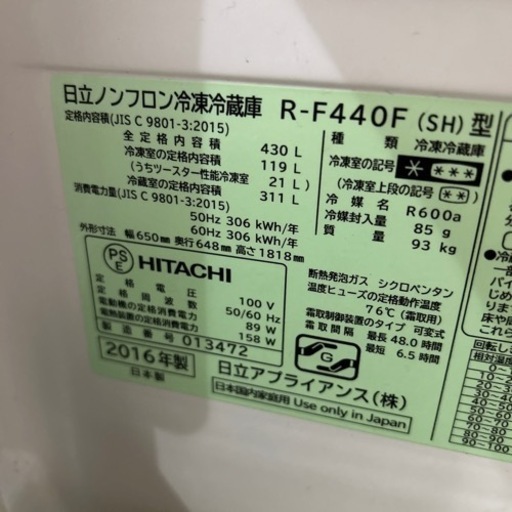 日立ノンフロン冷凍冷蔵庫 R-F440F (SH) 型
定格内容積(JIS C 9801-3:2015)
全定格内容積 430 L
冷凍室の定格内容積 119 L
(うちツースター性能冷凍室 21 L)
冷蔵室の定格内容積 311 L
消費電力量(JIS C 9801-3:2015)
50Hz 306 kWh/年
60Hz 306 kWh/年
外形寸法 幅650㎜ 奥行648㎜ 高さ1818㎜
種類 冷凍冷蔵庫
冷凍室の記号 * ***
(冷凍室上段の記号 **)
冷媒 R600a
冷媒封入量 85 g
質量 93 kg
PSE HITACHI
定格電圧 100 V
定格周波数 50/60 Hz
電動機の定格消費電力 89 W
電熱装置の定格消費電力 158 W
製造番号 013472
2016年製
日本製
断熱発泡ガス シクロペンタン
温度ヒューズの定格動作温度
76℃(霜取用)
霜取制御装置のタイプ 可変式
霜取間隔 最長 48.0 時間
最短 6.5 時間
G
日立アプライアンス(株)
日本国内家庭用 Use only in Japan
回転し
相対湿度